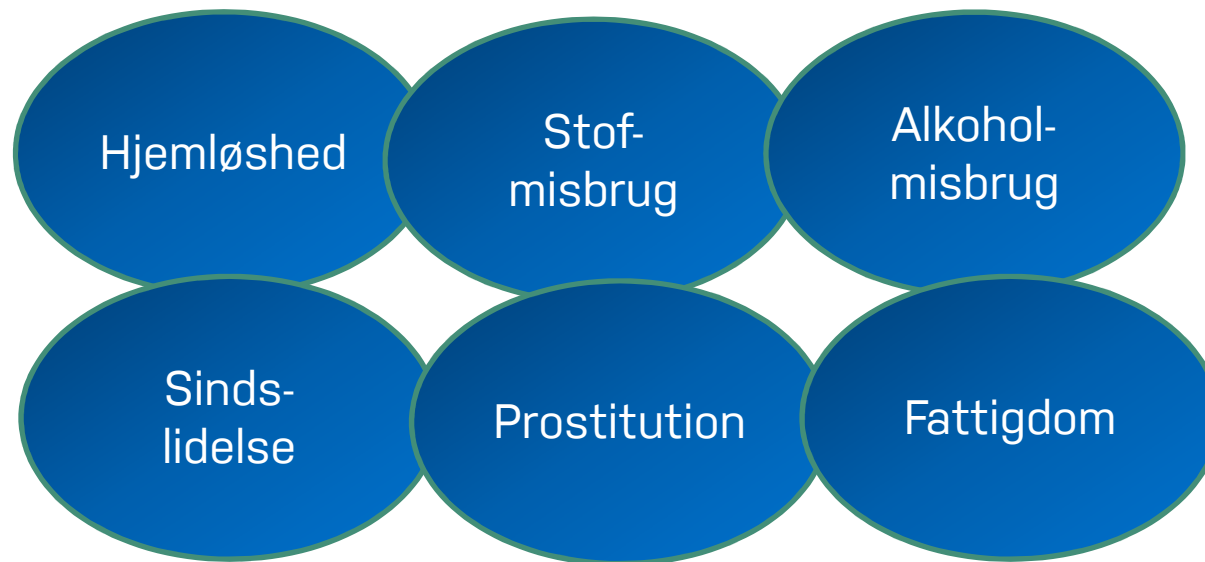 Hjemløshed
Stof-
misbrug
Alkohol-
misbrug
Sinds-
lidelse
Prostitution
Fattigdom